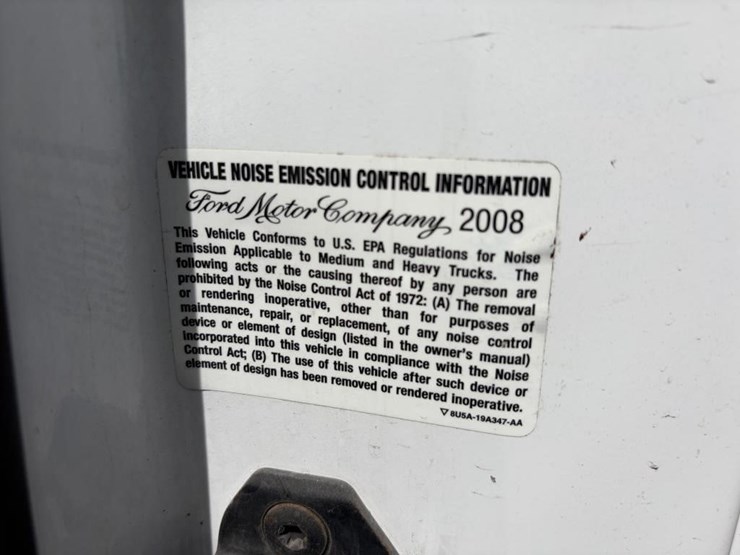 VEHICLE NOISE EMISSION CONTROL INFORMATION
Ford Motor Company 2008
This Vehicle Conforms to U.S. EPA Regulations for Noise
Emission Applicable to Medium and Heavy Trucks. The
following acts or the causing thereof by any person are
prohibited by the Noise Control Act of 1972: (A) The removal
or rendering inoperative, other than for purposes of
maintenance, repair, or replacement, of any noise control
device or element of design (listed in the owner's manual)
incorporated into this vehicle in compliance with the Noise
Control Act; (B) The use of this vehicle after such device or
element of design has been removed or rendered inoperative.
▽ 8U5A-19A347-AA